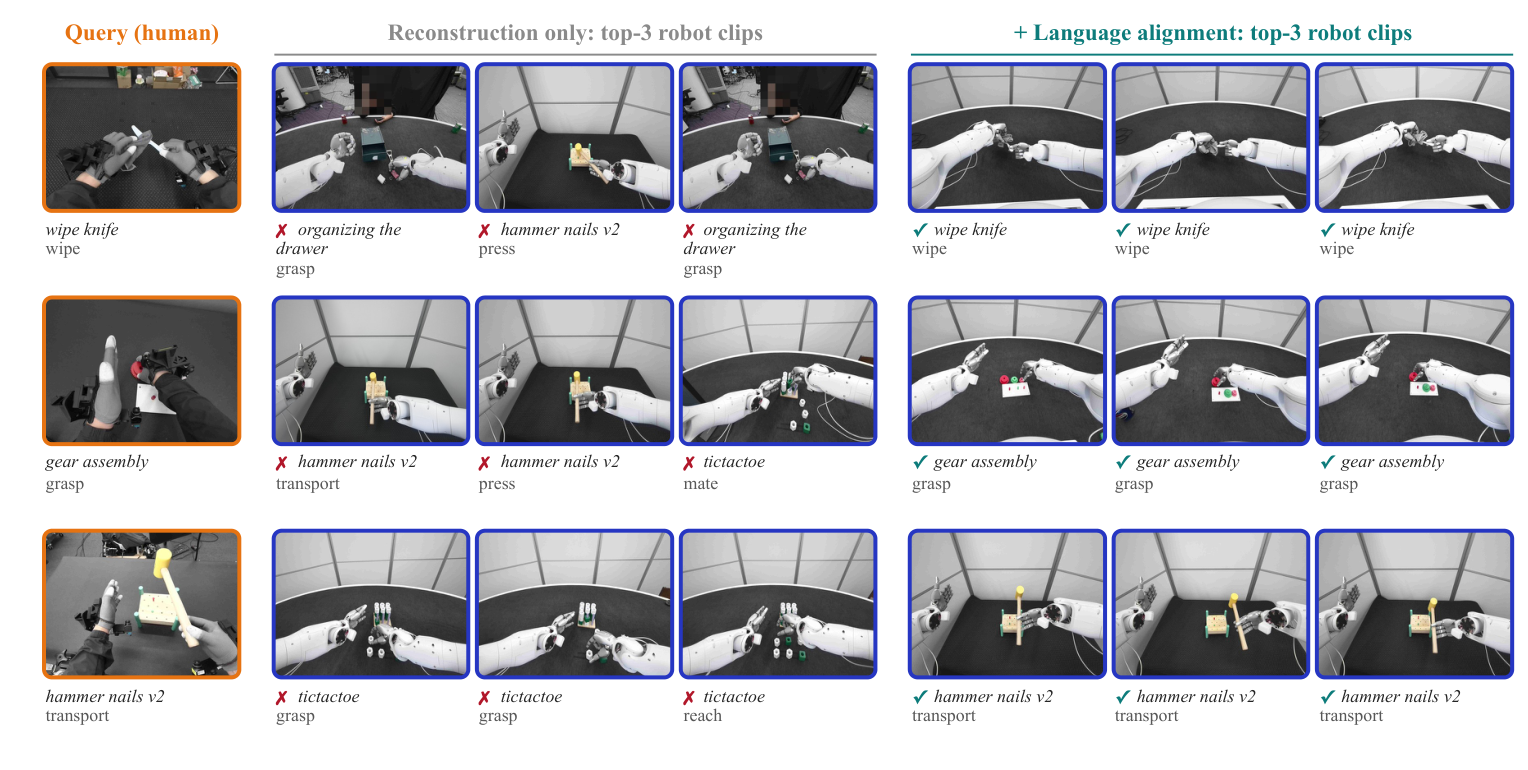 Query (human)
Reconstruction only: top-3 robot clips
+ Language alignment: top-3 robot clips
wipe knife
wipe
✗ organizing the
drawer
grasp
✗ hammer nails v2
press
✗ organizing the
drawer
grasp
✓ wipe knife
wipe
✓ wipe knife
wipe
✓ wipe knife
wipe
gear assembly
grasp
✗ hammer nails v2
transport
✗ hammer nails v2
press
✗ tictactoe
mate
✓ gear assembly
grasp
✓ gear assembly
grasp
✓ gear assembly
grasp
hammer nails v2
transport
✗ tictactoe
grasp
✗ tictactoe
grasp
✗ tictactoe
reach
✓ hammer nails v2
transport
✓ hammer nails v2
transport
✓ hammer nails v2
transport